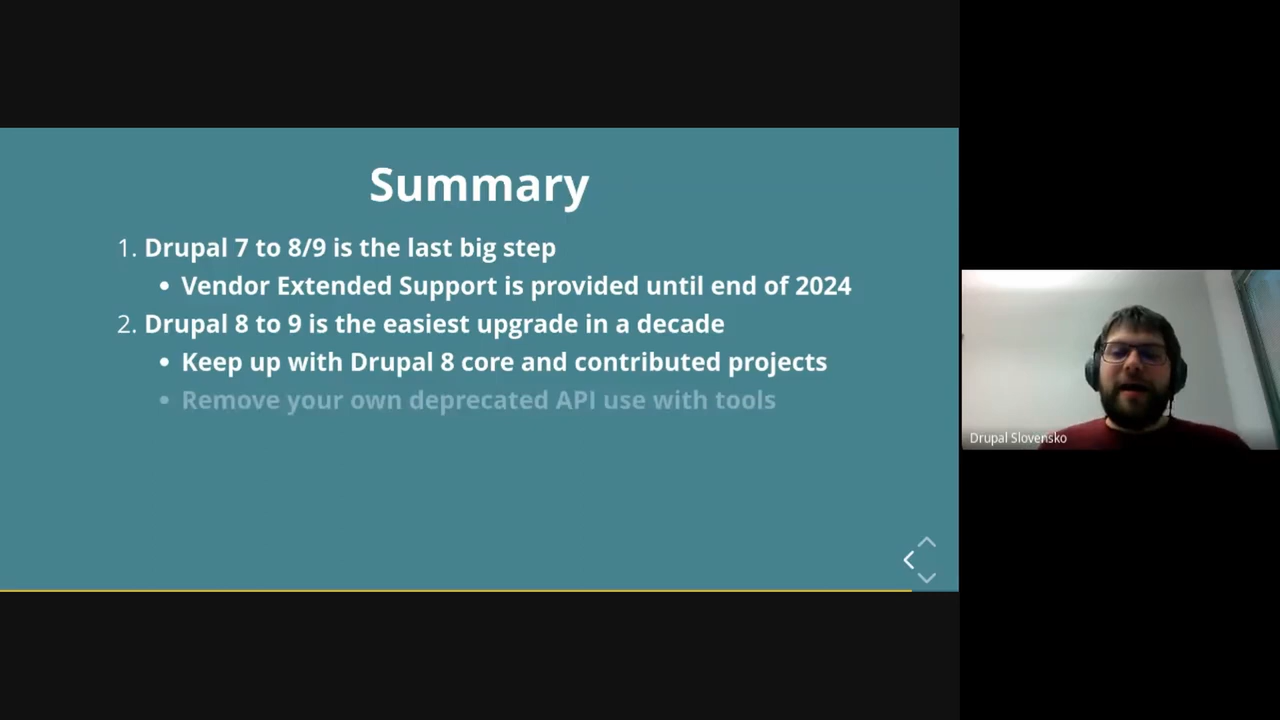 Summary
1. Drupal 7 to 8/9 is the last big step
• Vendor Extended Support is provided until end of 2024
2. Drupal 8 to 9 is the easiest upgrade in a decade
• Keep up with Drupal 8 core and contributed projects
• Remove your own deprecated API use with tools
Drupal Slovensko